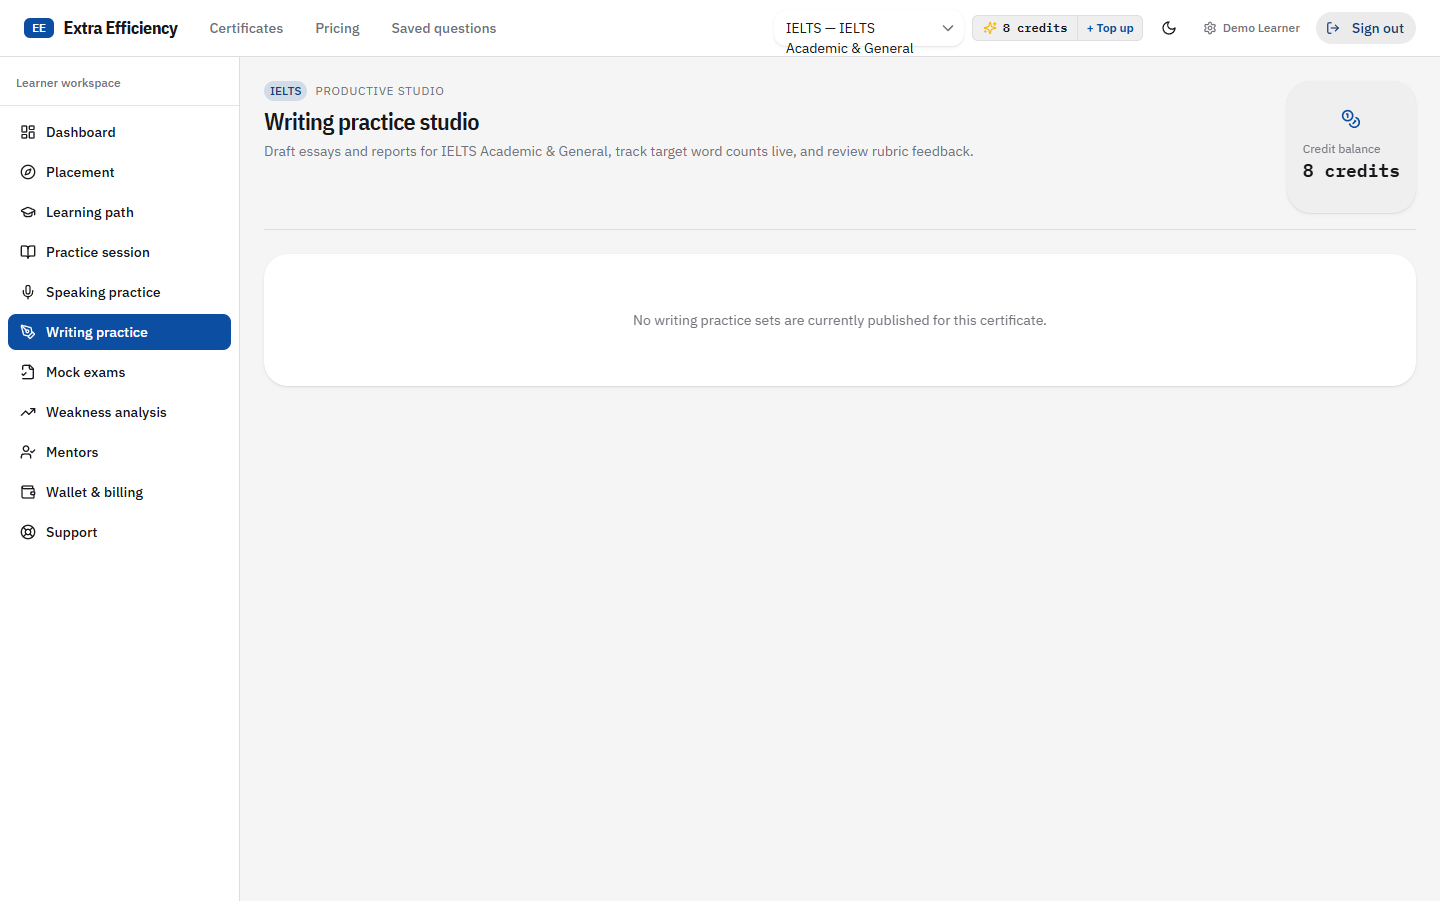 EE Extra Efficiency
Certificates
Pricing
Saved questions
IELTS — IELTS
Academic & General
8 credits
+ Top up
Demo Learner
Sign out
Learner workspace
Dashboard
Placement
Learning path
Practice session
Speaking practice
Writing practice
Mock exams
Weakness analysis
Mentors
Wallet & billing
Support
IELTS PRODUCTIVE STUDIO
Writing practice studio
Draft essays and reports for IELTS Academic & General, track target word counts live, and review rubric feedback.
Credit balance
8 credits
No writing practice sets are currently published for this certificate.